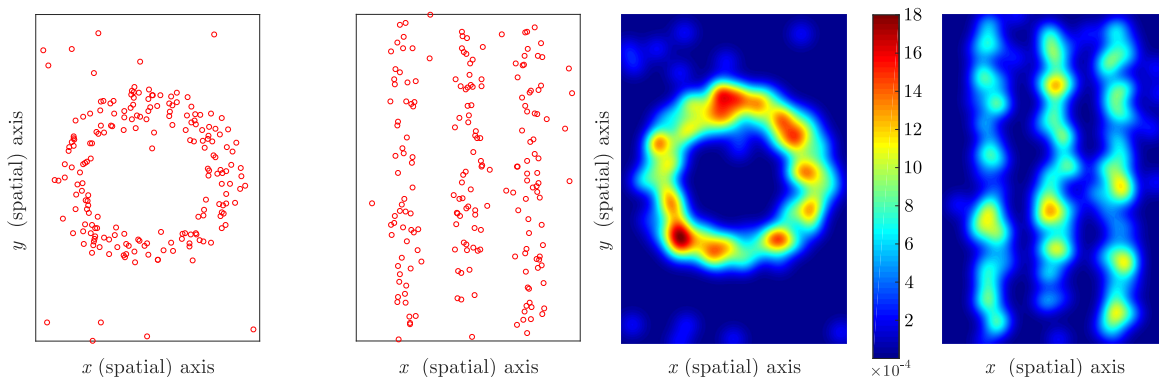 y (spatial) axis
x (spatial) axis
x (spatial) axis
y (spatial) axis
x (spatial) axis
18
16
14
12
10
8
6
4
2
×10-4
x (spatial) axis